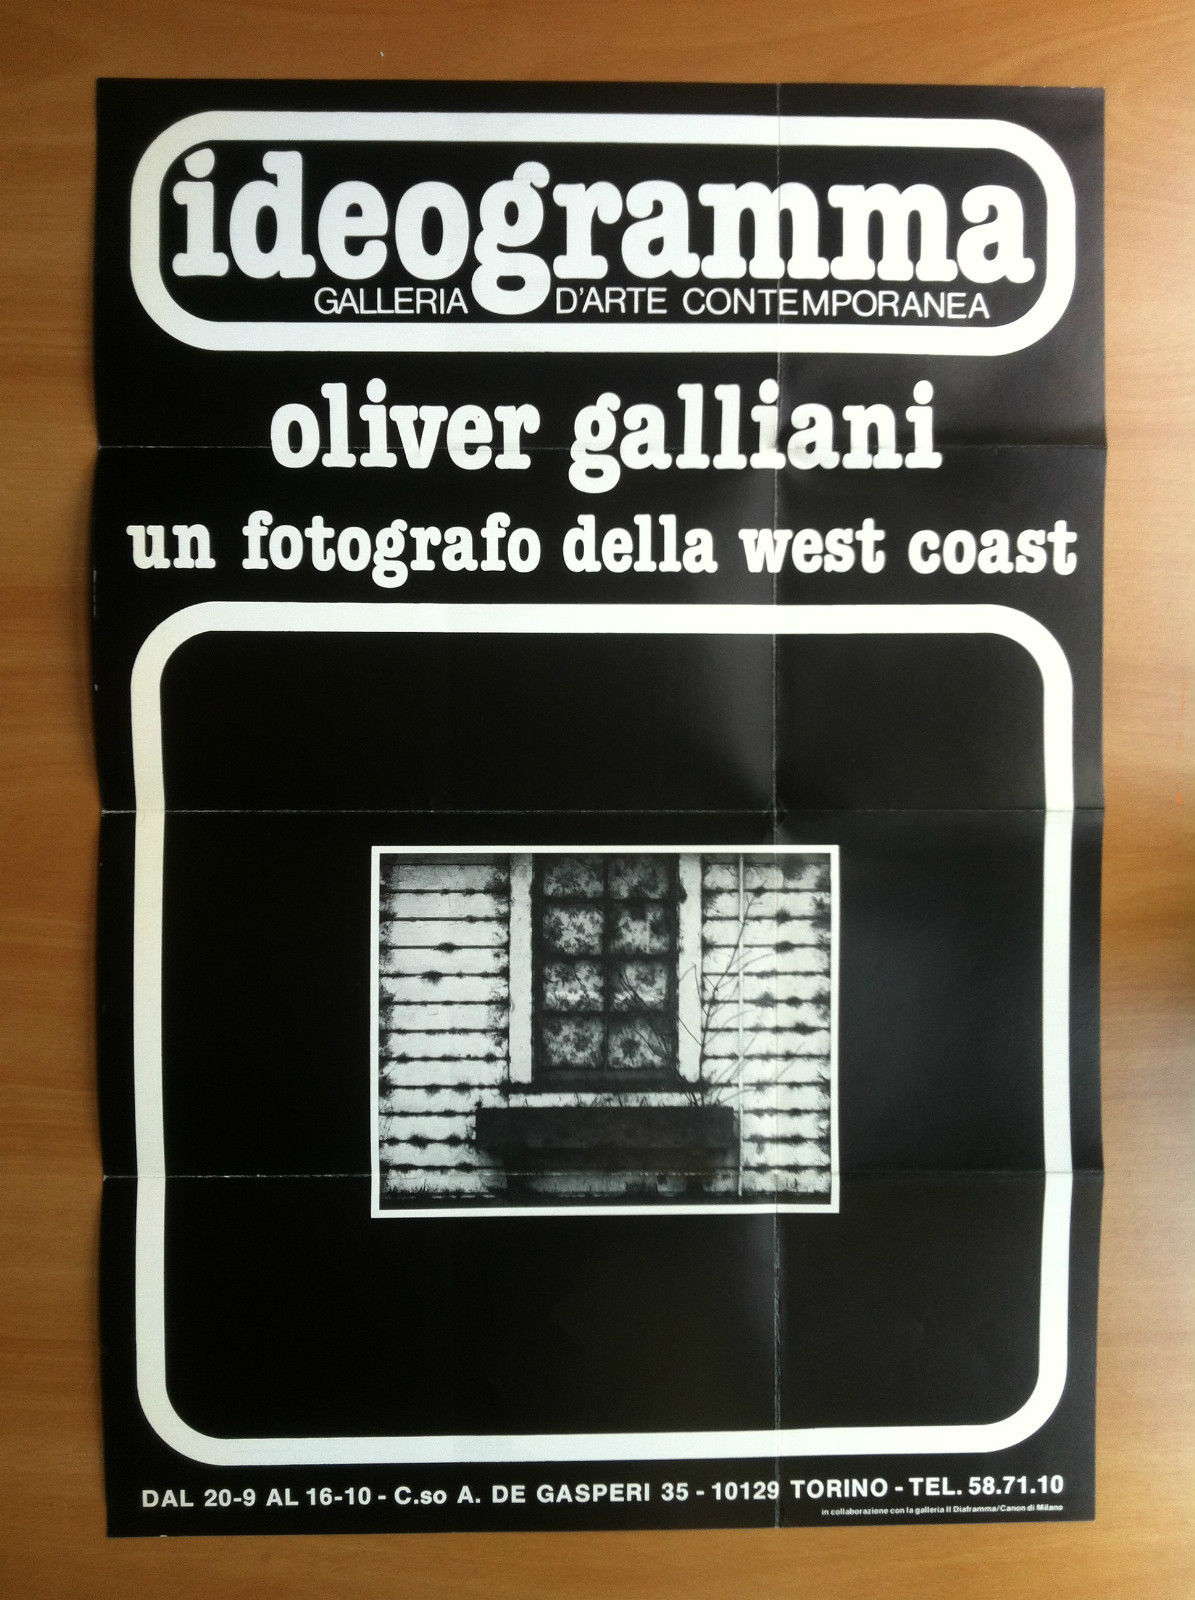 ideogramma
GALLERIA D'ARTE CONTEMPORANEA
oliver galliani
un fotografo della west coast
DAL 20-9 AL 16-10 - C.so A. DE GASPERI 35 - 10129 TORINO - TEL. 58.71.10
in collaborazione con la galleria Il Diaframma/Canon di Milano